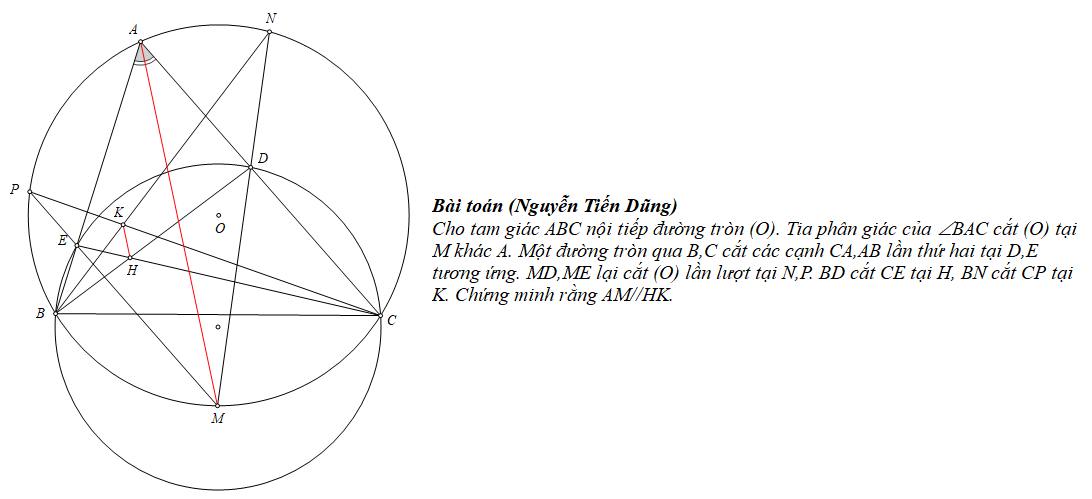 N
A
D
P
K
O
E
H
B
C
M
Bài toán (Nguyễn Tiến Dũng)
Cho tam giác ABC nội tiếp đường tròn (O). Tia phân giác của ∠BAC cắt (O) tại
M khác A. Một đường tròn qua B,C cắt các cạnh CA,AB lần thứ hai tại D,E
tương ứng. MD,ME lại cắt (O) lần lượt tại N,P. BD cắt CE tại H, BN cắt CP tại
K. Chứng minh rằng AM//HK.